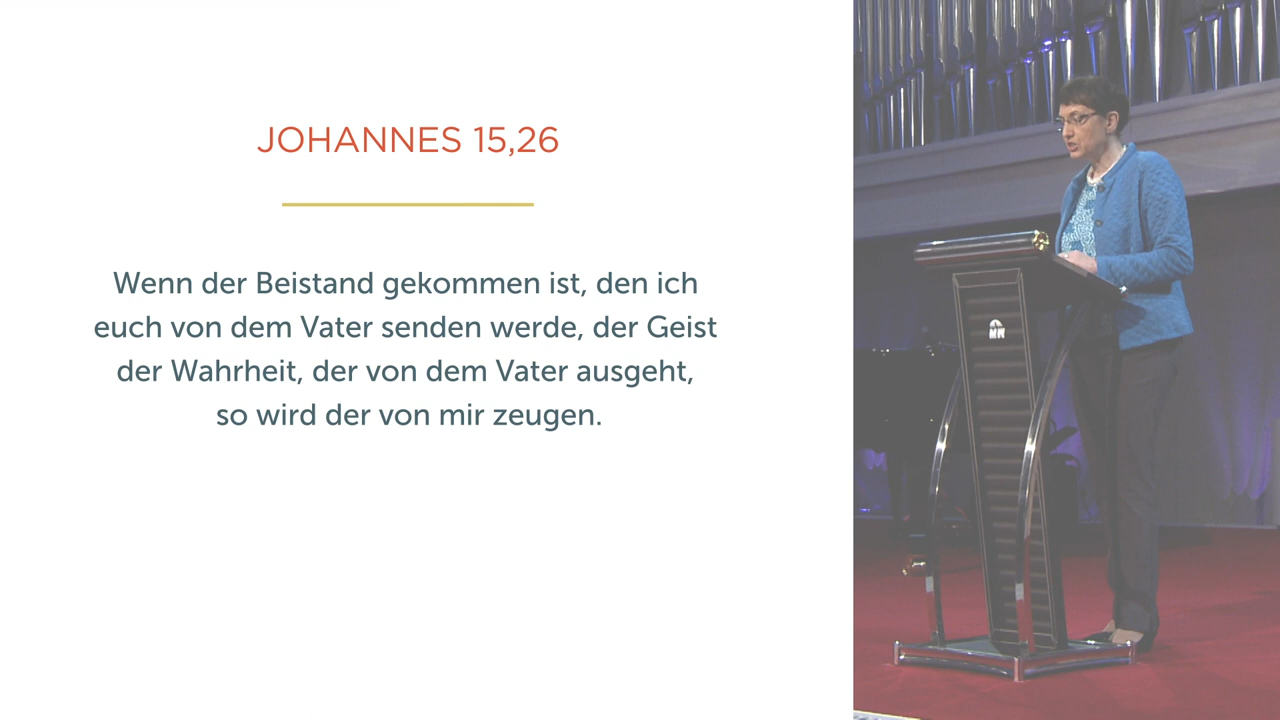 JOHANNES 15,26
Wenn der Beistand gekommen ist, den ich
euch von dem Vater senden werde, der Geist
der Wahrheit, der von dem Vater ausgeht,
so wird der von mir zeugen.
MW